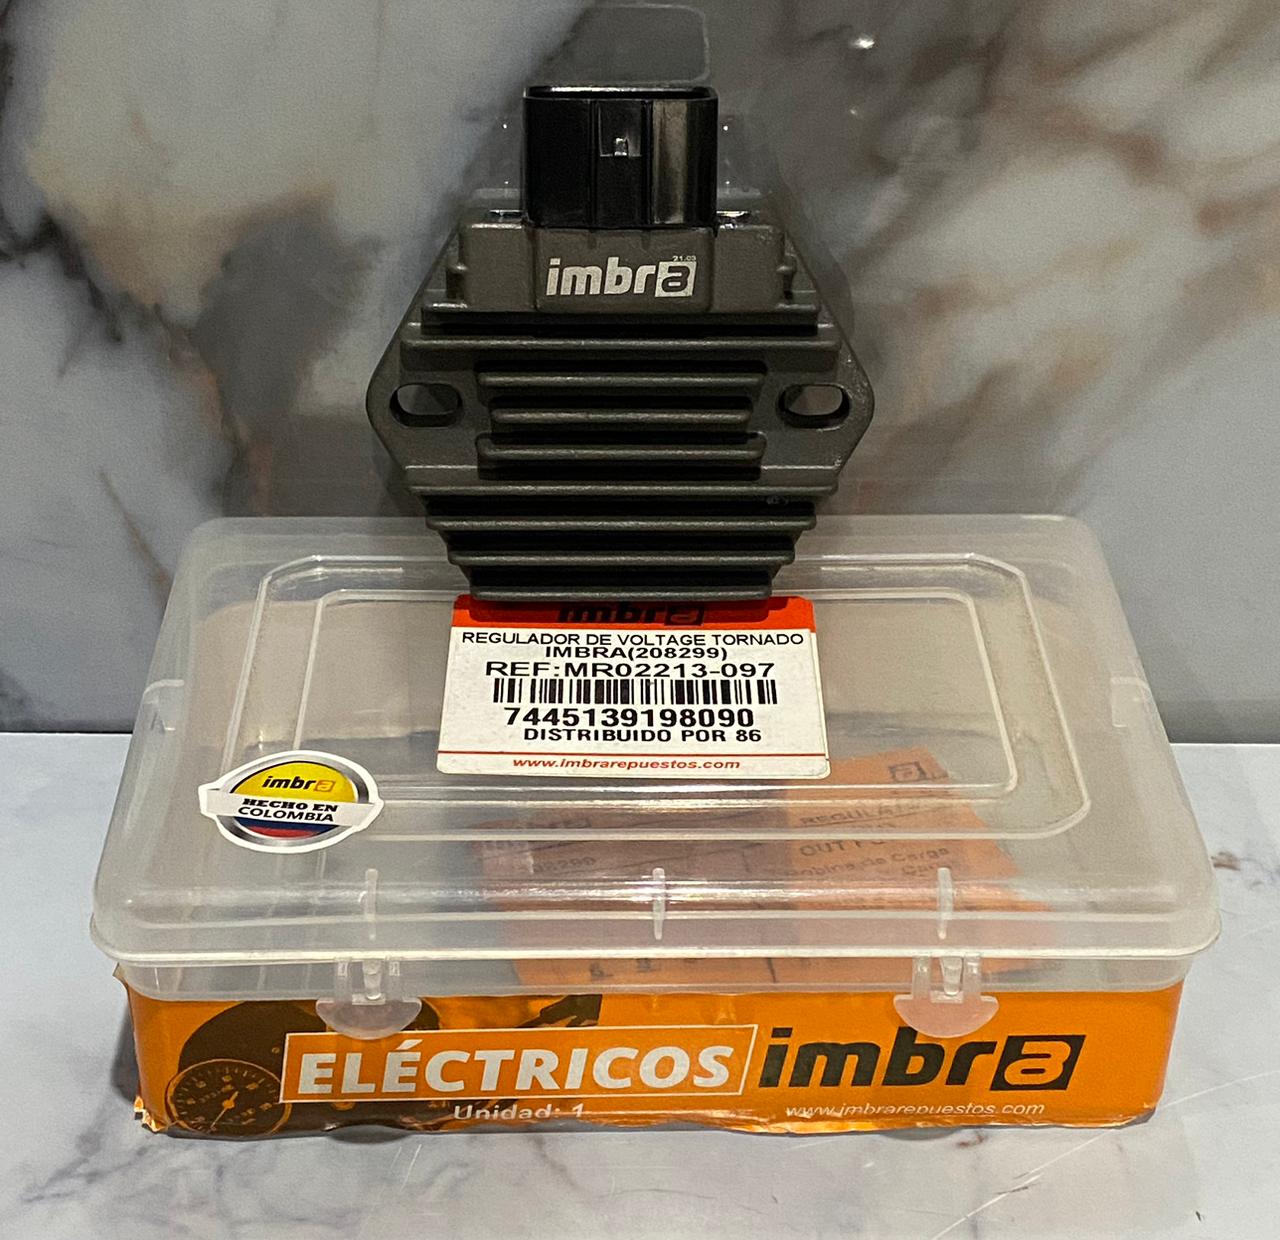 imbra
21.03
imbra
REGULADOR DE VOLTAGE TORNADO
IMBRA(208299)
REF:MR02213-097
7445139198090
DISTRIBUIDO POR 86
www.imbrarepuestos.com
imbra
HECHO EN
COLOMBIA
ELÉCTRICOS imbra
Unidad: 1
www.imbrarepuestos.com